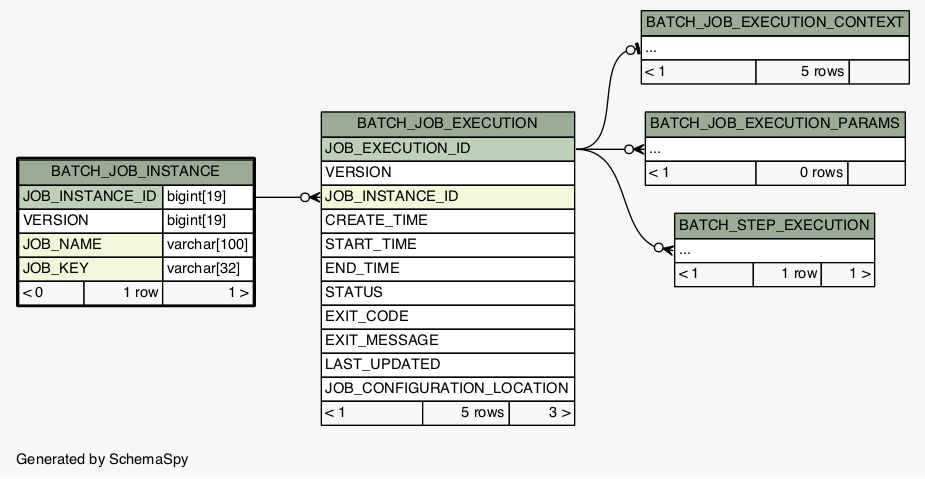 BATCH_JOB_INSTANCE
JOB_INSTANCE_ID bigint[19]
VERSION bigint[19]
JOB_NAME varchar[100]
JOB_KEY varchar[32]
< 0 1 row 1 >
BATCH_JOB_EXECUTION
JOB_EXECUTION_ID
VERSION
JOB_INSTANCE_ID
CREATE_TIME
START_TIME
END_TIME
STATUS
EXIT_CODE
EXIT_MESSAGE
LAST_UPDATED
JOB_CONFIGURATION_LOCATION
< 1 5 rows 3 >
BATCH_JOB_EXECUTION_CONTEXT
...
< 1 5 rows
BATCH_JOB_EXECUTION_PARAMS
...
< 1 0 rows
BATCH_STEP_EXECUTION
...
< 1 1 row 1 >
Generated by SchemaSpy